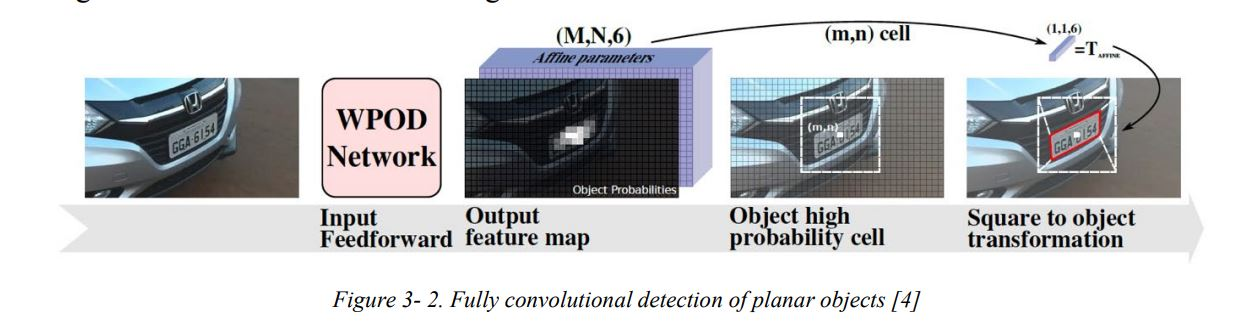 (M,N,6)
(m,n) cell
(1,1,6)
=T AFFINE
Affine parameters
WPOD
Network
GGA·6154
Object Probabilities
(m,n)
Input
Feedforward
Output
feature map
Object high
probability cell
Square to object
transformation
Figure 3- 2. Fully convolutional detection of planar objects [4]